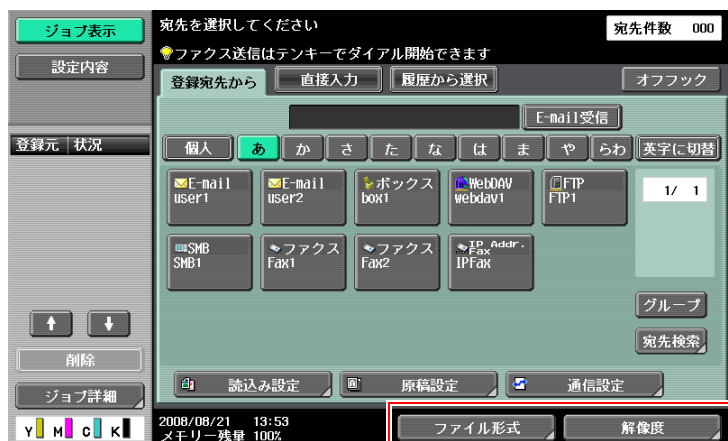 ジョブ表示
設定内容
登録元 状況
削除
ジョブ詳細
Y M C K
宛先を選択してください
宛先件数 000
ファクス送信はテンキーでダイアル開始できます
登録宛先から 直接入力 履歴から選択 オフフック
E-mail受信
個人 あ か さ た な は ま や らわ 英字に切替
E-mail
user1
E-mail
user2
ボックス
box1
WebDAV
webdav1
FTP
FTP1
1/ 1
SMB
SMB1
ファクス
Fax1
ファクス
Fax2
IP Addr.
Fax
IPFax
グループ
宛先検索
読込み設定 原稿設定 通信設定
2008/08/21 13:53
メモリー残量 100%
ファイル形式 解像度